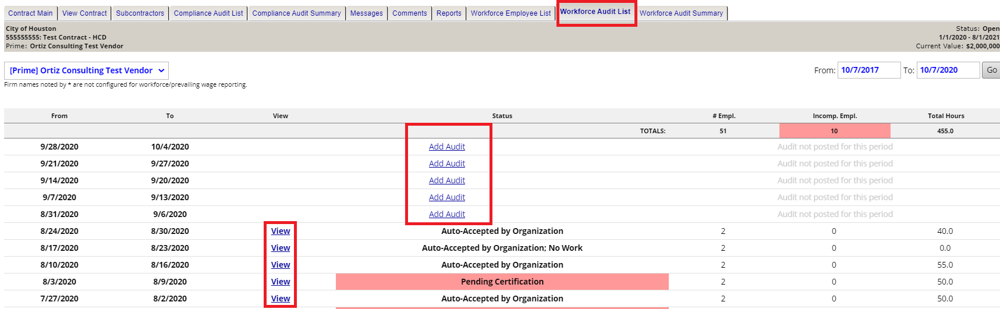 Contract Main View Contract Subcontractors Compliance Audit List Compliance Audit Summary Messages Comments Reports Workforce Employee List Workforce Audit List Workforce Audit Summary
City of Houston Status: Open
555555555: Test Contract - HCD 1/1/2020 - 8/1/2021
Prime: Ortiz Consulting Test Vendor Current Value: $2,000,000
[Prime] Ortiz Consulting Test Vendor From: 10/7/2017 To: 10/7/2020 Go
Firm names noted by * are not configured for workforce/prevailing wage reporting.
From To View Status # Empl. Incomp. Empl. Total Hours
TOTALS: 51 10 455.0
9/28/2020 10/4/2020 Add Audit Audit not posted for this period
9/21/2020 9/27/2020 Add Audit Audit not posted for this period
9/14/2020 9/20/2020 Add Audit Audit not posted for this period
9/7/2020 9/13/2020 Add Audit Audit not posted for this period
8/31/2020 9/6/2020 Add Audit Audit not posted for this period
8/24/2020 8/30/2020 View Auto-Accepted by Organization 2 0 40.0
8/17/2020 8/23/2020 View Auto-Accepted by Organization; No Work 2 0 0.0
8/10/2020 8/16/2020 View Auto-Accepted by Organization 2 0 55.0
8/3/2020 8/9/2020 View Pending Certification 2 0 50.0
7/27/2020 8/2/2020 View Auto-Accepted by Organization 2 0 50.0